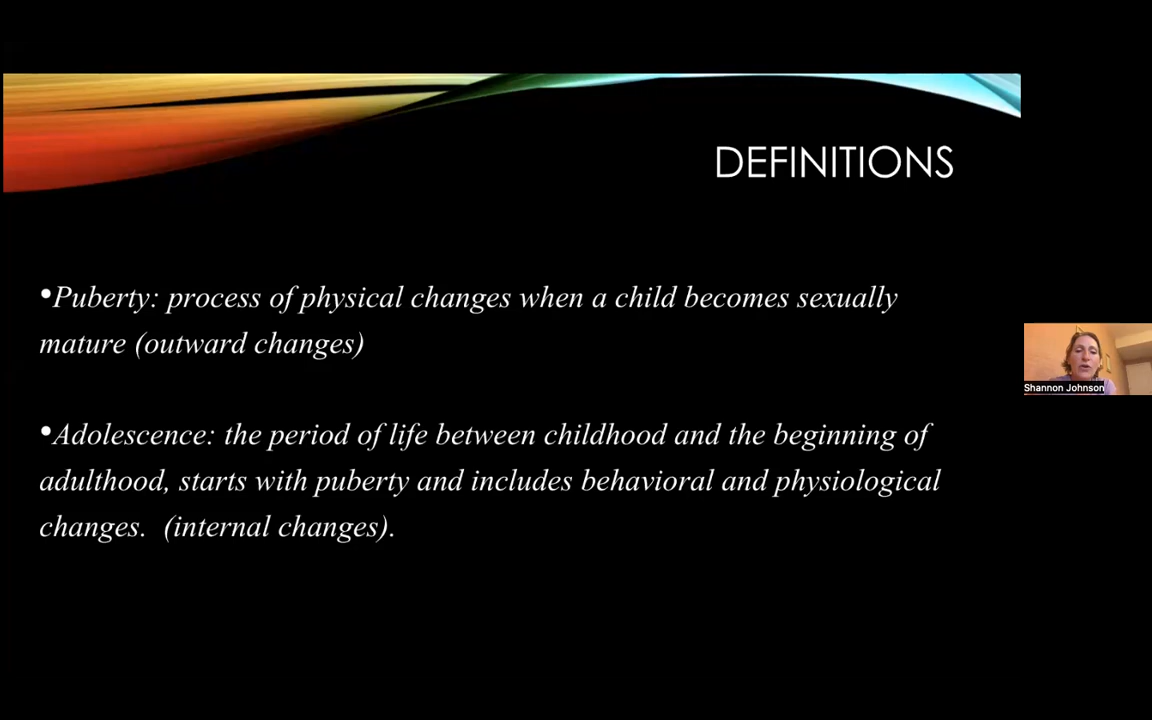 DEFINITIONS
•Puberty: process of physical changes when a child becomes sexually
mature (outward changes)
•Adolescence: the period of life between childhood and the beginning of
adulthood, starts with puberty and includes behavioral and physiological
changes.  (internal changes).
Shannon Johnson